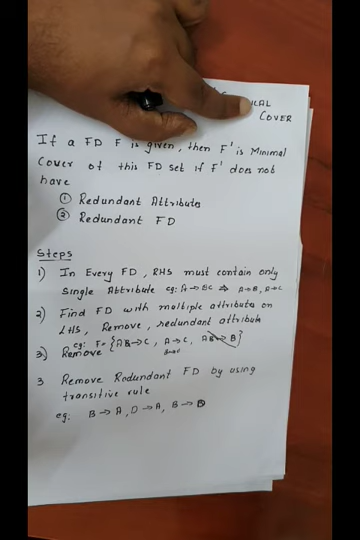 COVER
If a FD F is given, then F' is Minimal
Cover of this FD set if F' does not
have
① Redundant Attributes
② Redundant FD
Steps
1) In Every FD, RHS must contain only
Single Attribute eg: A→BC ⇒ A→B, A→C
2) Find FD with multiple attributes on
LHS, Remove, redundant attribute
eg: F= {AB→C, A→C, AB→B}
3) Remove
3 Remove Redundant FD by using
transitive rule
eg: B→A, D→A, B→D